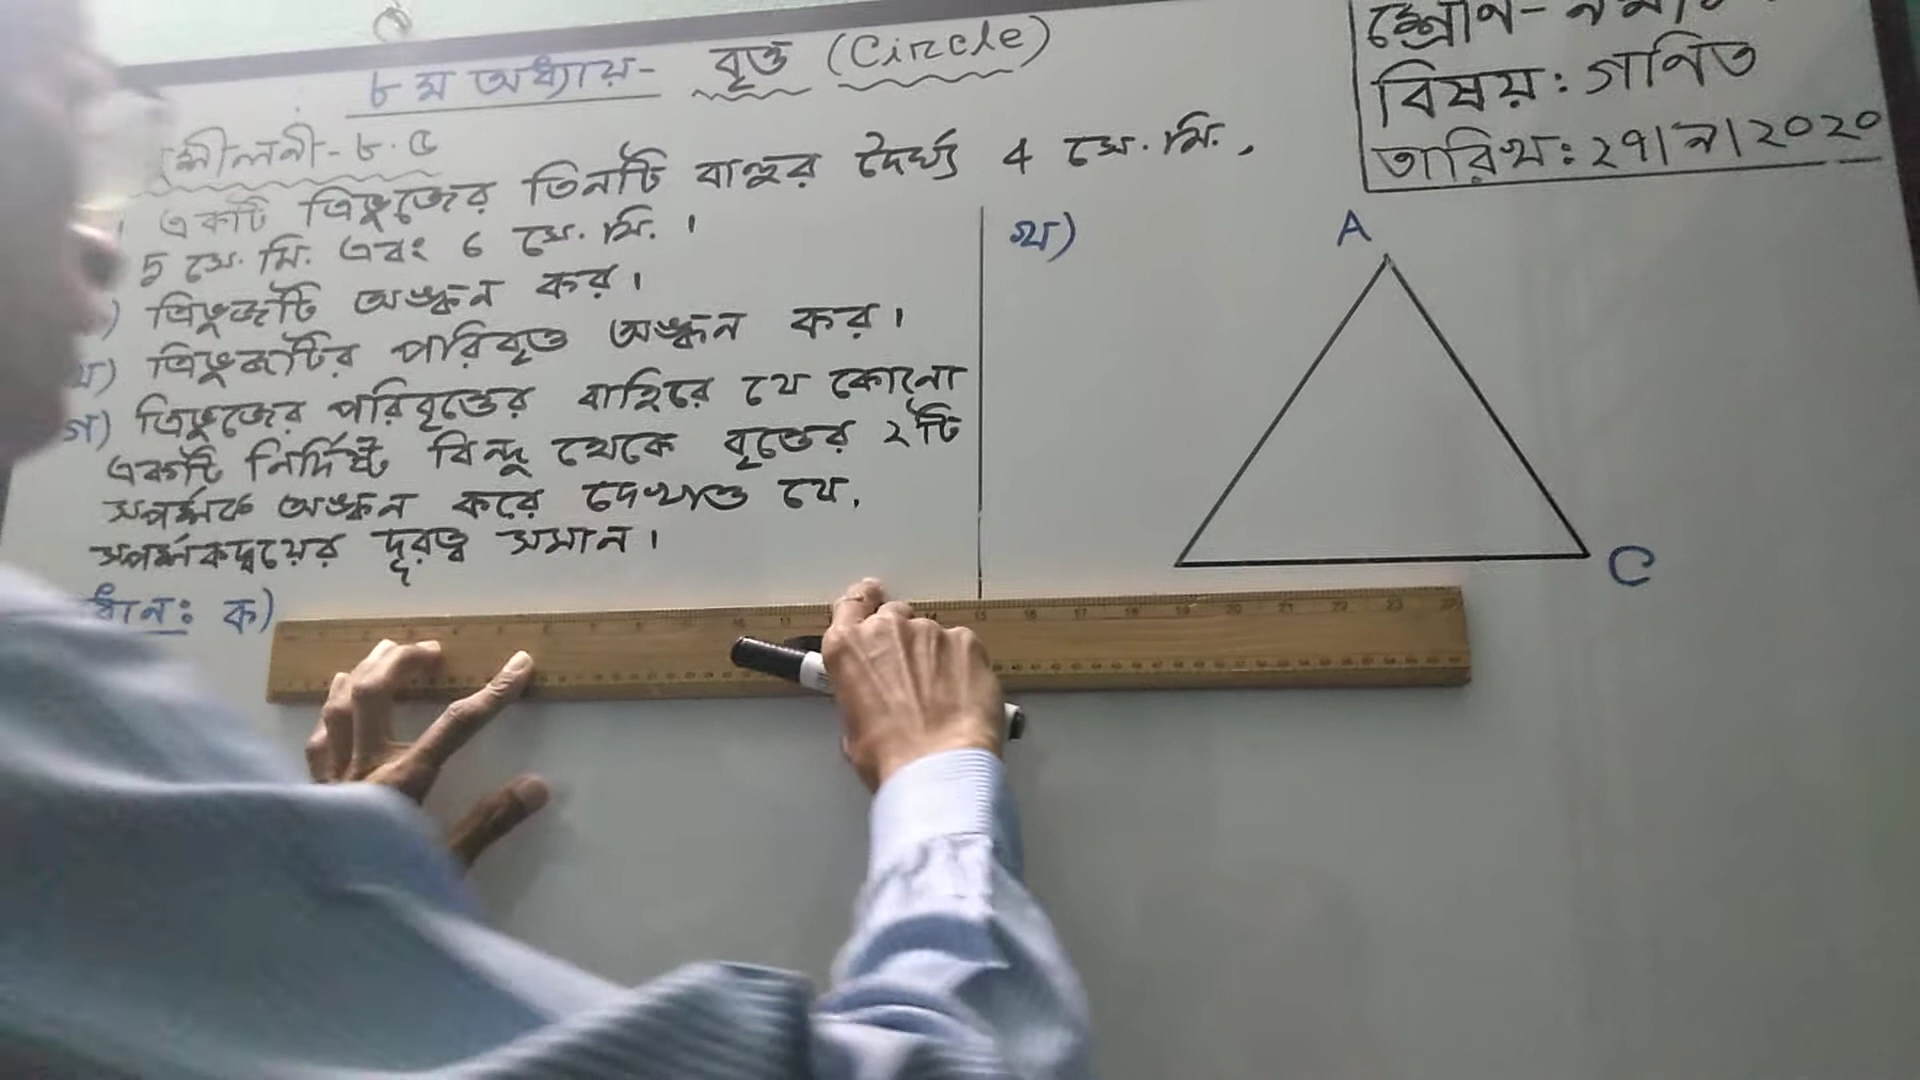 ৮ম অধ্যায়- বৃত্ত (Circle)
শ্রেণি- নবম
বিষয়ঃ গণিত
তারিখঃ ২৭/৯/২০২০
শীলনী-৮.৫
। একটি ত্রিভুজের তিনটি বাহুর দৈর্ঘ্য 4 সে.মি.,
5 সে.মি. এবং 6 সে.মি.।
) ত্রিভুজটি অঙ্কন কর।
খ) ত্রিভুজটির পরিবৃত্ত অঙ্কন কর।
গ) ত্রিভুজের পরিবৃত্তের বাহিরে যে কোনো
একটি নির্দিষ্ট বিন্দু থেকে বৃত্তের ২টি
স্পর্শক অঙ্কন করে দেখাও যে,
স্পর্শকদ্বয়ের দূরত্ব সমান।
ধানঃ ক)
খ)
A
C